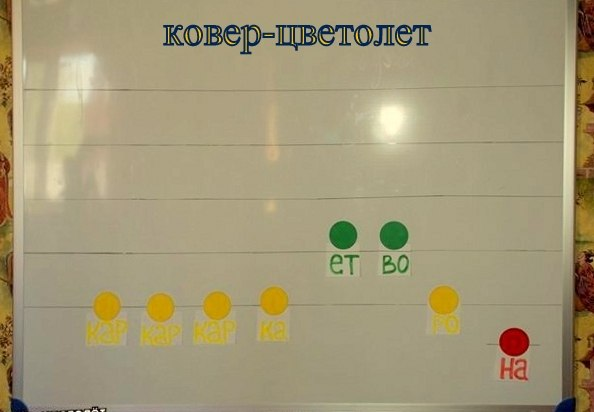 ковер-цветолет
ет во
кар кар кар ка ро
на